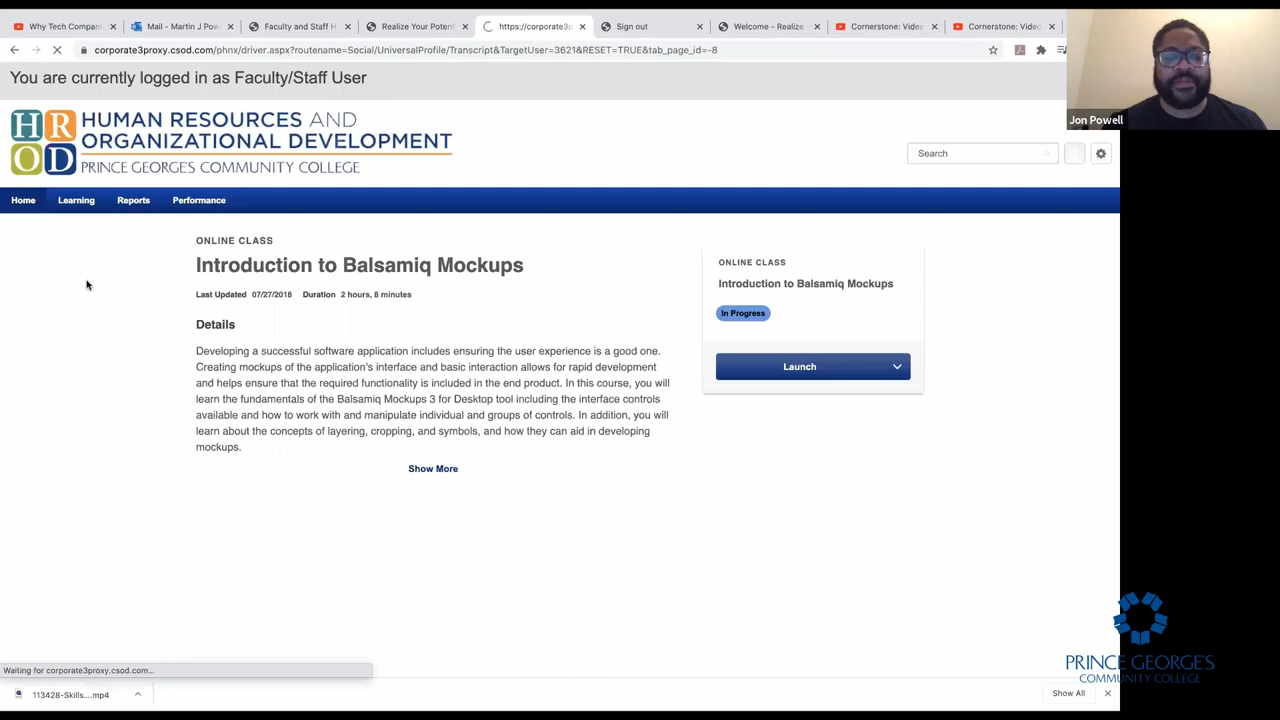 Why Tech Compani
Mail - Martin J Pow
Faculty and Staff H
Realize Your Potent
https://corporate3p
Sign out
Welcome - Realize
Cornerstone: Video
Cornerstone: Video
corporate3proxy.csod.com/phnx/driver.aspx?routename=Social/UniversalProfile/Transcript&TargetUser=3621&RESET=TRUE&tab_page_id=-8
You are currently logged in as Faculty/Staff User
HR
OD
HUMAN RESOURCES AND
ORGANIZATIONAL DEVELOPMENT
PRINCE GEORGE'S COMMUNITY COLLEGE
Search
Jon Powell
Home Learning Reports Performance
ONLINE CLASS
Introduction to Balsamiq Mockups
Last Updated 07/27/2018 Duration 2 hours, 8 minutes
Details
Developing a successful software application includes ensuring the user experience is a good one.
Creating mockups of the application's interface and basic interaction allows for rapid development
and helps ensure that the required functionality is included in the end product. In this course, you will
learn the fundamentals of the Balsamiq Mockups 3 for Desktop tool including the interface controls
available and how to work with and manipulate individual and groups of controls. In addition, you will
learn about the concepts of layering, cropping, and symbols, and how they can aid in developing
mockups.
Show More
ONLINE CLASS
Introduction to Balsamiq Mockups
In Progress
Launch
Waiting for corporate3proxy.csod.com...
113428-Skills....mp4
Show All
PRINCE GEORGE'S
COMMUNITY COLLEGE